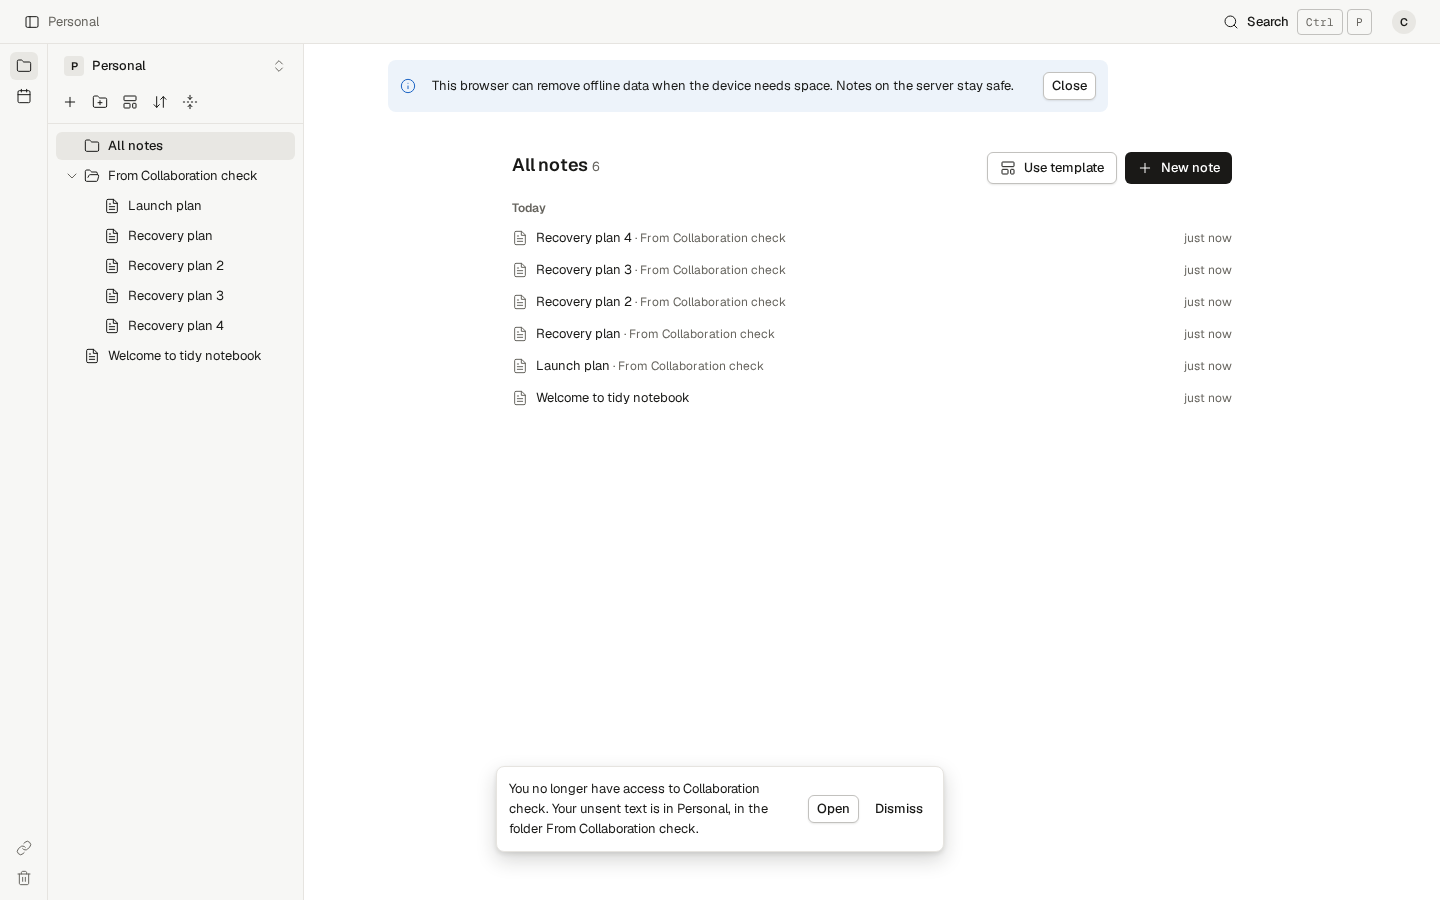 Personal
Search Ctrl P C
P Personal
All notes
From Collaboration check
Launch plan
Recovery plan
Recovery plan 2
Recovery plan 3
Recovery plan 4
Welcome to tidy notebook
This browser can remove offline data when the device needs space. Notes on the server stay safe. Close
All notes 6
Use template
New note
Today
Recovery plan 4 · From Collaboration check just now
Recovery plan 3 · From Collaboration check just now
Recovery plan 2 · From Collaboration check just now
Recovery plan · From Collaboration check just now
Launch plan · From Collaboration check just now
Welcome to tidy notebook just now
You no longer have access to Collaboration
check. Your unsent text is in Personal, in the
folder From Collaboration check.
Open
Dismiss